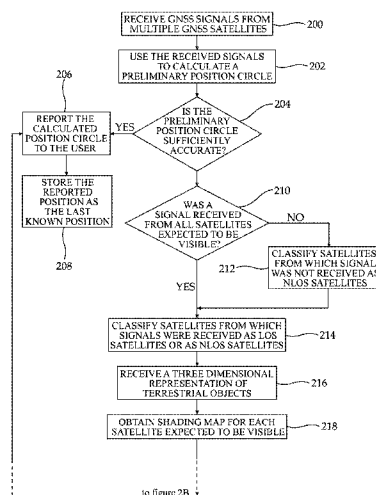 RECEIVE GNSS SIGNALS FROM
MULTIPLE GNSS SATELLITES
200
USE THE RECEIVED SIGNALS
TO CALCULATE A
PRELIMINARY POSITION CIRCLE
202
206
REPORT THE
CALCULATED
POSITION CIRCLE
TO THE USER
YES
204
IS THE
PRELIMINARY
POSITION CIRCLE
SUFFICIENTLY
ACCURATE?
STORE THE
REPORTED
POSITION AS
THE LAST
KNOWN POSITION
208
210
WAS A
SIGNAL RECEIVED
FROM ALL SATELLITES
EXPECTED TO BE
VISIBLE?
NO
212
CLASSIFY SATELLITES
FROM WHICH SIGNAL
WAS NOT RECEIVED AS
NLOS SATELLITES
YES
CLASSIFY SATELLITES FROM WHICH
SIGNALS WERE RECEIVED AS LOS
SATELLITES OR AS NLOS SATELLITES
214
RECEIVE A THREE DIMENSIONAL
REPRESENTATION OF
TERRESTRIAL OBJECTS
216
OBTAIN SHADING MAP FOR EACH
SATELLITE EXPECTED TO BE VISIBLE
218
to figure 2B